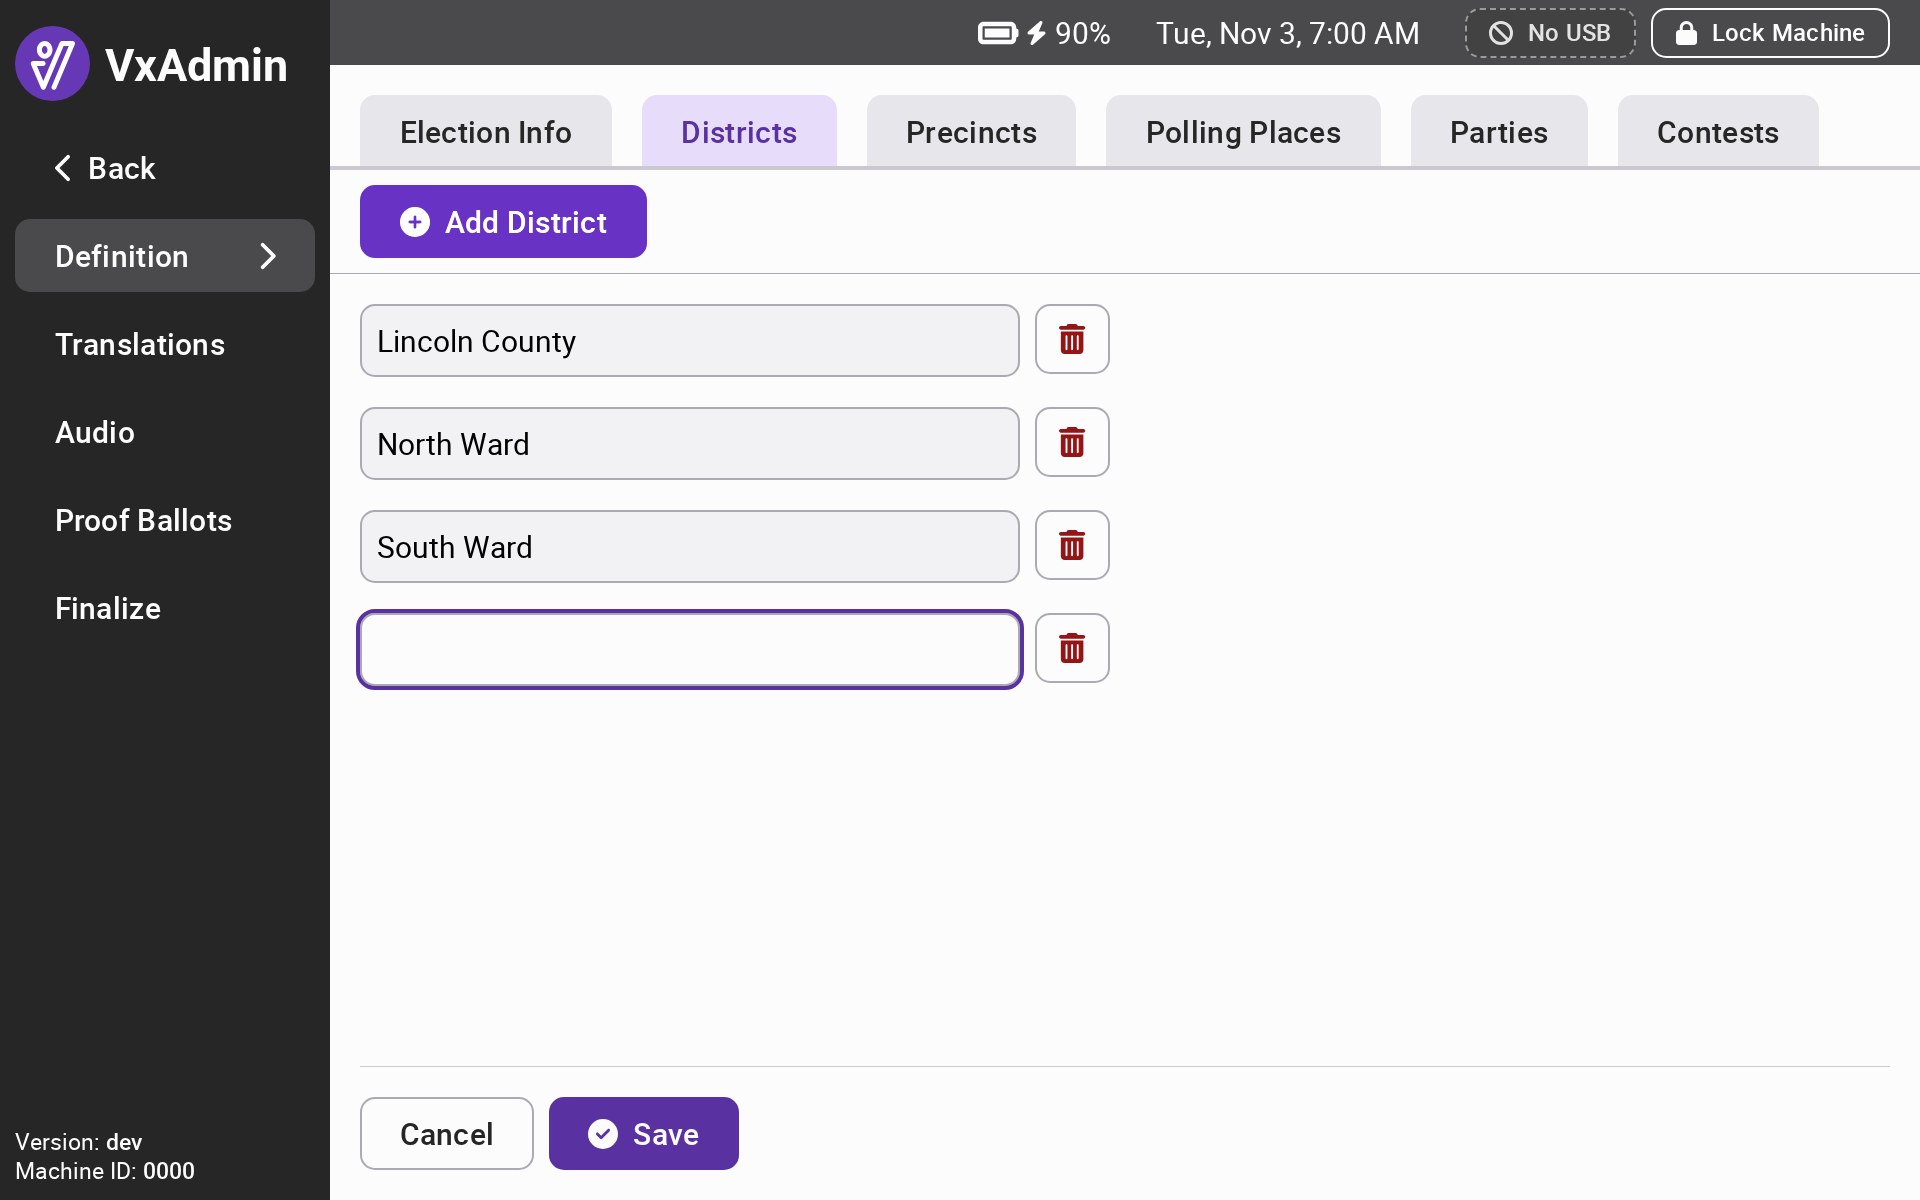 VxAdmin
90%
Tue, Nov 3, 7:00 AM
No USB
Lock Machine
Back
Definition
Translations
Audio
Proof Ballots
Finalize
Version: dev
Machine ID: 0000
Election Info
Districts
Precincts
Polling Places
Parties
Contests
Add District
Lincoln County
North Ward
South Ward
Cancel
Save